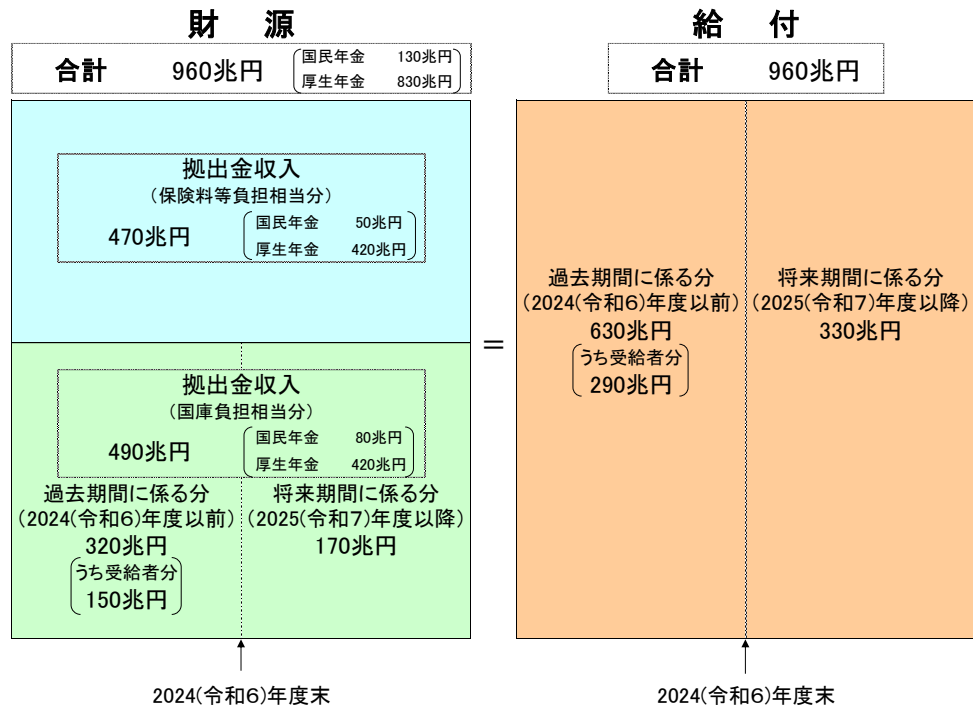 財　源
合計 960兆円 国民年金 130兆円
厚生年金 830兆円
拠出金収入
（保険料等負担相当分）
470兆円 国民年金 50兆円
厚生年金 420兆円
拠出金収入
（国庫負担相当分）
490兆円 国民年金 80兆円
厚生年金 420兆円
過去期間に係る分
（2024(令和6)年度以前）
320兆円
うち受給者分
150兆円
将来期間に係る分
（2025(令和7)年度以降）
170兆円
2024(令和6)年度末
＝
給　付
合計 960兆円
過去期間に係る分
（2024(令和6)年度以前）
630兆円
うち受給者分
290兆円
将来期間に係る分
（2025(令和7)年度以降）
330兆円
2024(令和6)年度末